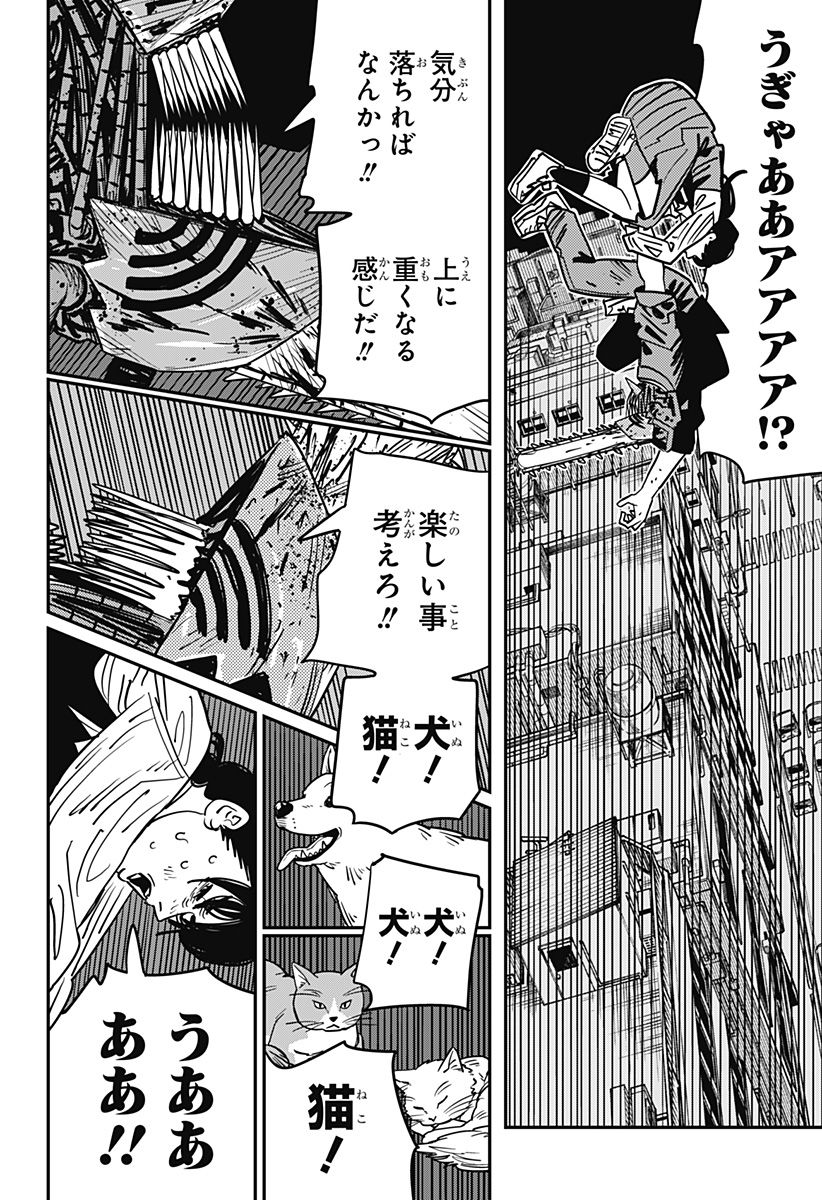 うぎゃああアアアア!?
気分
落ちれば
なんかっ!!
上に
重くなる
感じだ!!
楽しい事
考えろ!!
犬!
猫!
犬!
犬!
猫!
うあああ
ああ!!